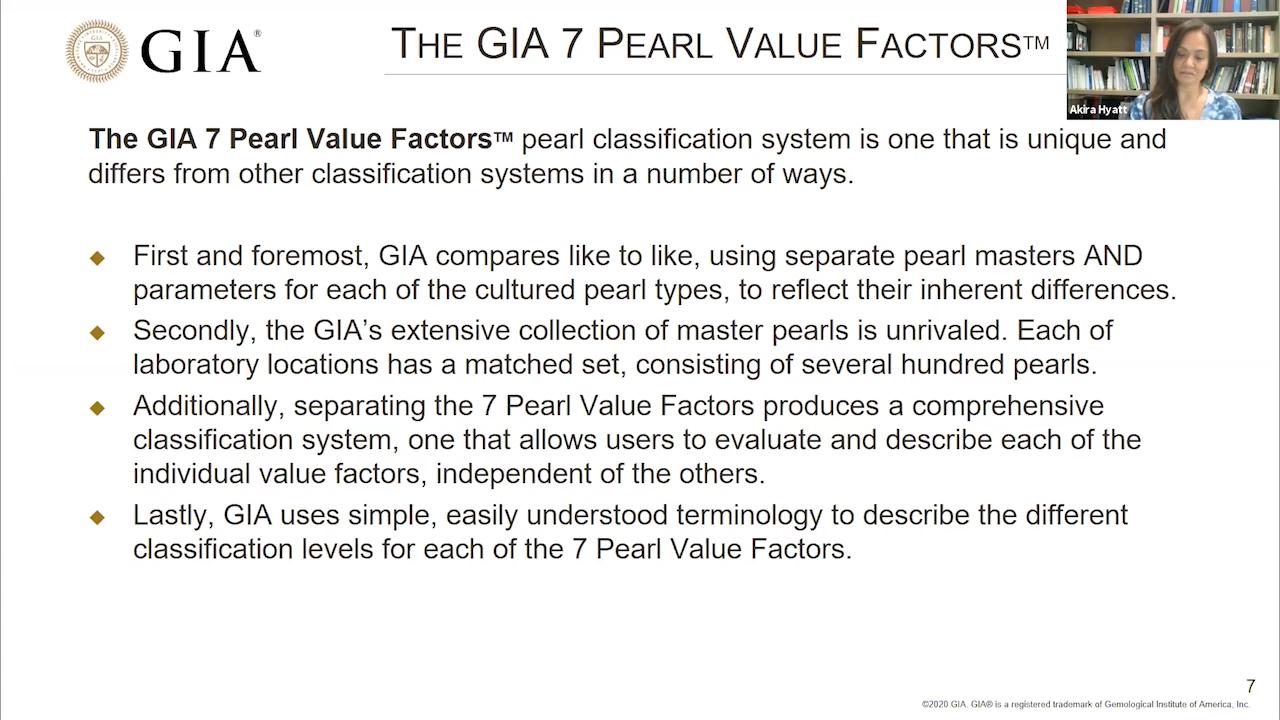 GIA®
THE GIA 7 PEARL VALUE FACTORS™
Akira Hyatt
The GIA 7 Pearl Value Factors™ pearl classification system is one that is unique and
differs from other classification systems in a number of ways.
First and foremost, GIA compares like to like, using separate pearl masters AND
parameters for each of the cultured pearl types, to reflect their inherent differences.
Secondly, the GIA's extensive collection of master pearls is unrivaled. Each of
laboratory locations has a matched set, consisting of several hundred pearls.
Additionally, separating the 7 Pearl Value Factors produces a comprehensive
classification system, one that allows users to evaluate and describe each of the
individual value factors, independent of the others.
Lastly, GIA uses simple, easily understood terminology to describe the different
classification levels for each of the 7 Pearl Value Factors.
7
©2020 GIA. GIA® is a registered trademark of Gemological Institute of America, Inc.